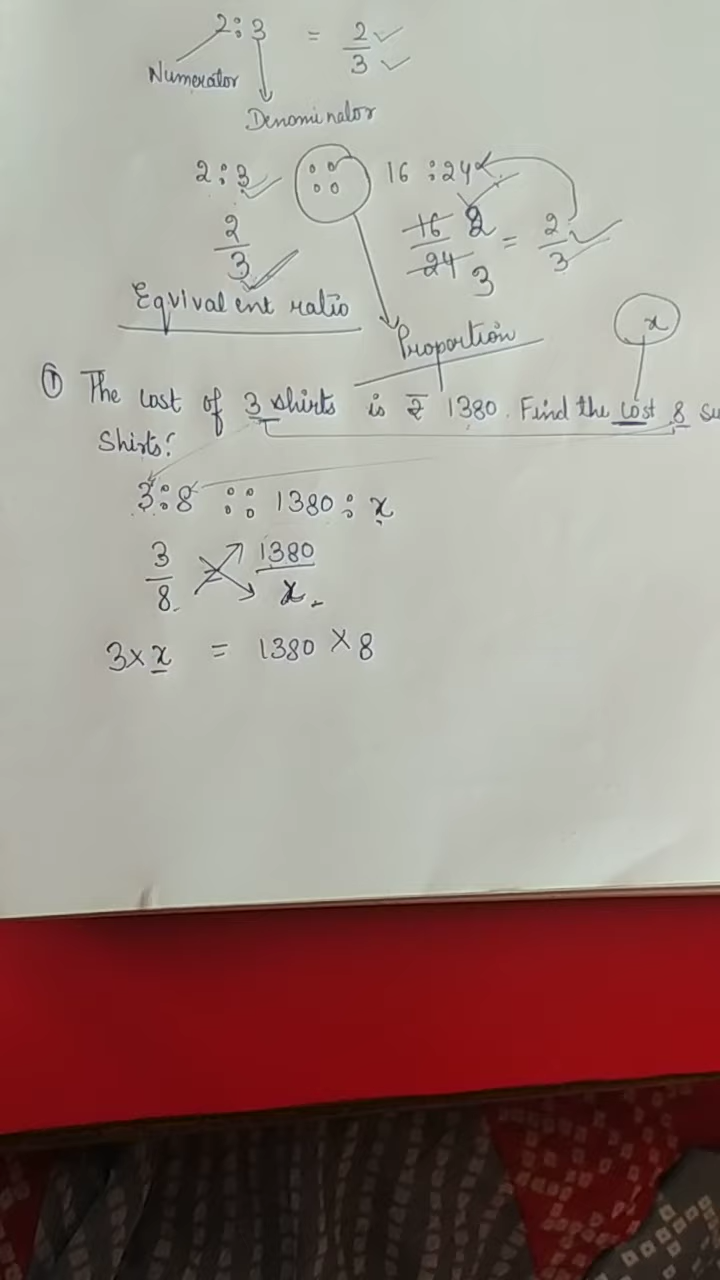 2:3 = 2/3
Numerator
Denominator
2:3 :: 16:24
2/3 16/24 2/3 = 2/3
Eqvivalent ratio
Proportion
x
① The cost of 3 shirts is ₹ 1380. Find the cost 8
Shirts?
3:8 :: 1380:x
3/8 = 1380/x
3×x = 1380×8